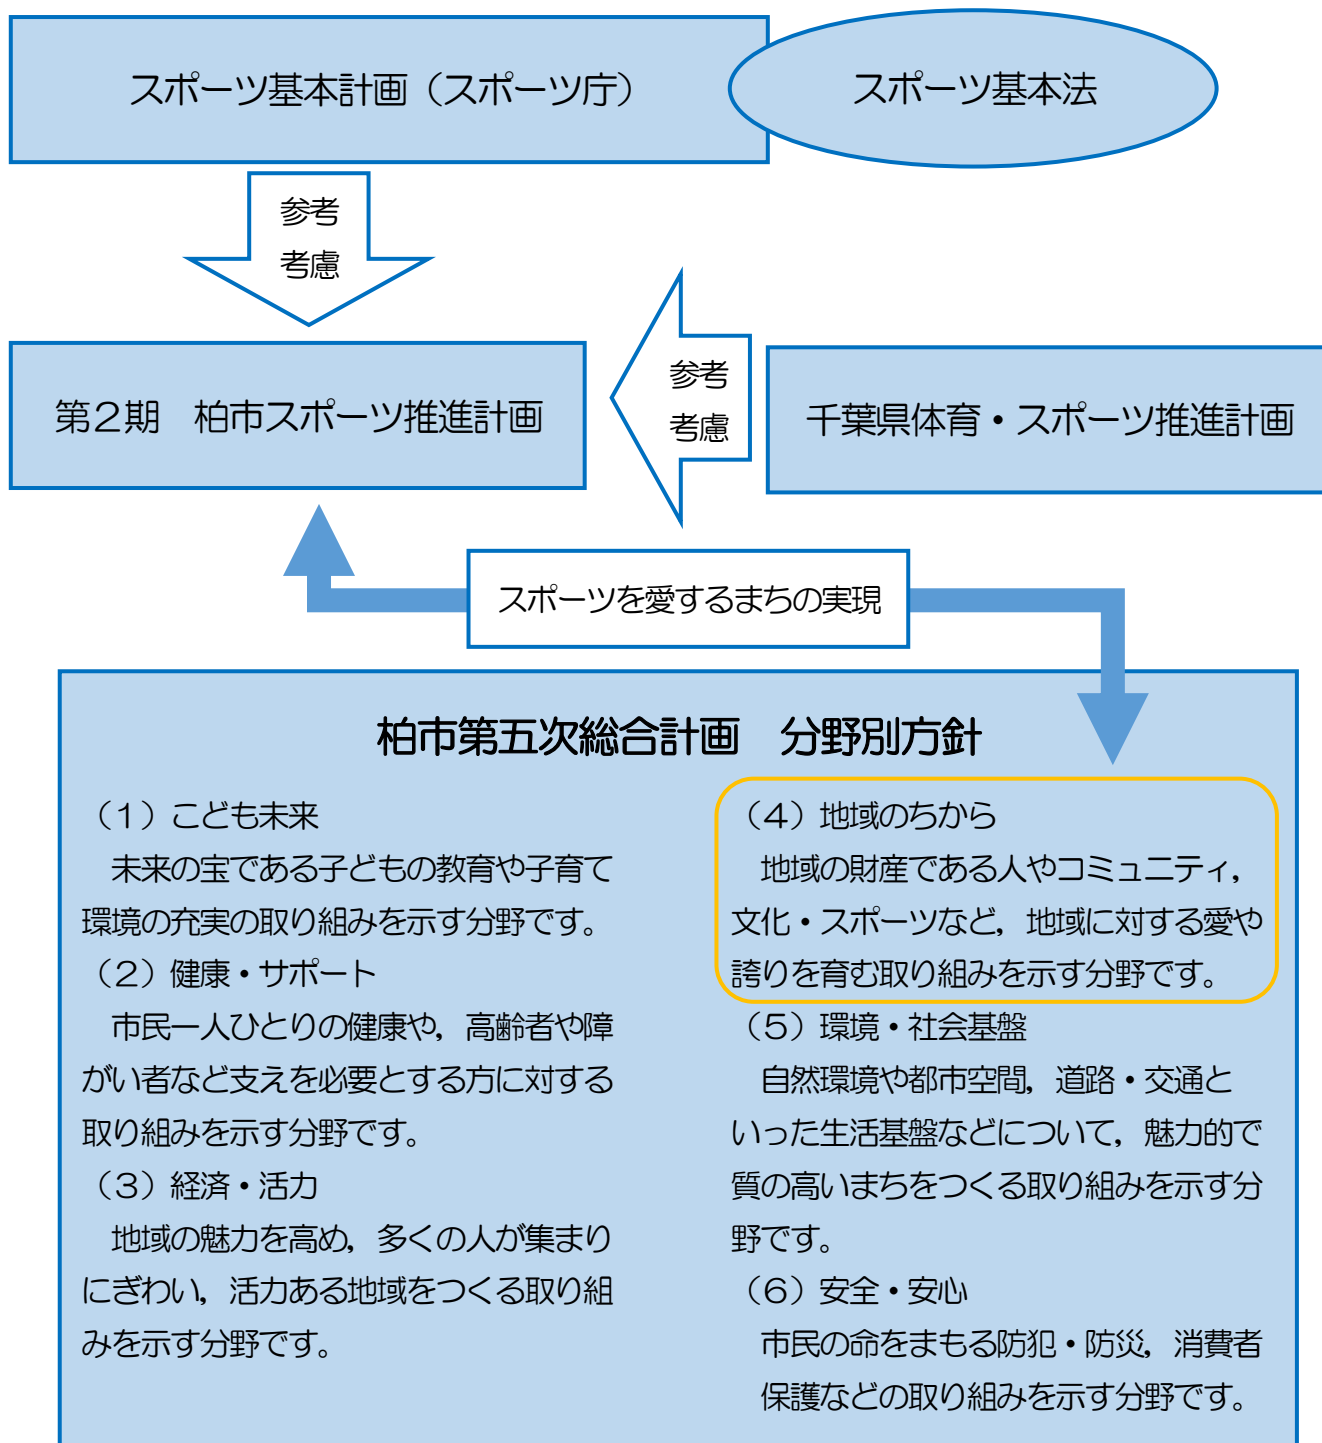 スポーツ基本計画（スポーツ庁）
スポーツ基本法
参考
考慮
第２期　柏市スポーツ推進計画
参考
考慮
千葉県体育・スポーツ推進計画
スポーツを愛するまちの実現
柏市第五次総合計画　分野別方針
（１）こども未来
未来の宝である子どもの教育や子育て
環境の充実の取り組みを示す分野です。
（２）健康・サポート
市民一人ひとりの健康や，高齢者や障
がい者など支えを必要とする方に対する
取り組みを示す分野です。
（３）経済・活力
地域の魅力を高め，多くの人が集まり
にぎわい，活力ある地域をつくる取り組
みを示す分野です。
（４）地域のちから
地域の財産である人やコミュニティ，
文化・スポーツなど，地域に対する愛や
誇りを育む取り組みを示す分野です。
（５）環境・社会基盤
自然環境や都市空間，道路・交通と
いった生活基盤などについて，魅力的で
質の高いまちをつくる取り組みを示す分
野です。
（６）安全・安心
市民の命をまもる防犯・防災，消費者
保護などの取り組みを示す分野です。